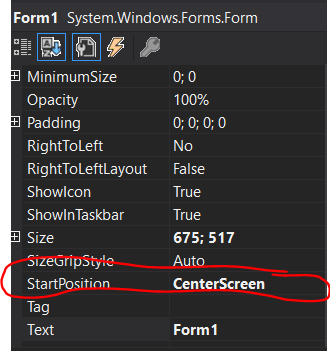 Form1 System.Windows.Forms.Form
MinimumSize 0; 0
Opacity 100%
Padding 0; 0; 0; 0
RightToLeft No
RightToLeftLayout False
ShowIcon True
ShowInTaskbar True
Size 675; 517
SizeGripStyle Auto
StartPosition CenterScreen
Tag
Text Form1